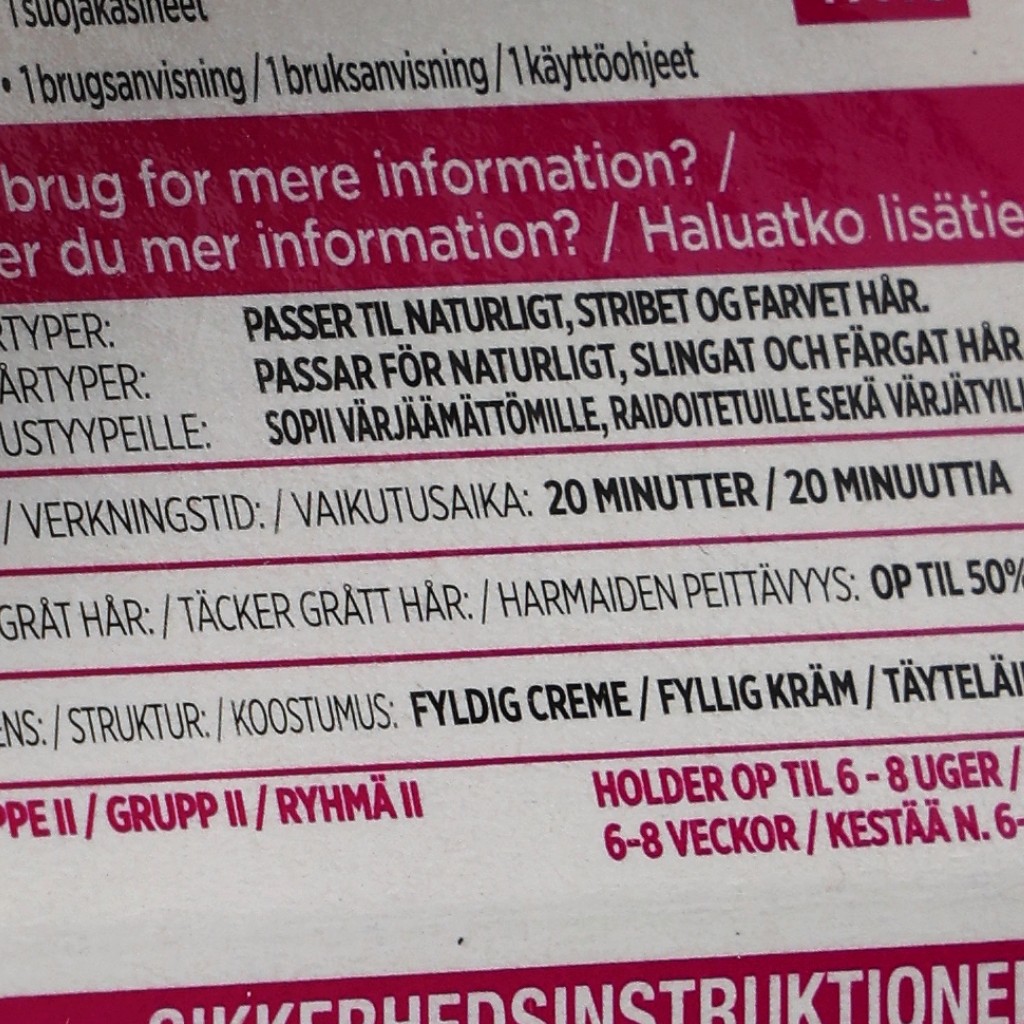 1 suojakäsineet
• 1 brugsanvisning / 1 bruksanvisning / 1 käyttöohjeet
brug for mere information? /
er du mer information? / Haluatko lisätie
RTYPER: PASSER TIL NATURLIGT, STRIBET OG FARVET HÅR.
ÅRTYPER: PASSAR FÖR NATURLIGT, SLINGAT OCH FÄRGAT HÅR
USTYYPEILLE: SOPII VÄRJÄÄMÄTTÖMILLE, RAIDOITETUILLE SEKÄ VÄRJÄTYIL
/ VERKNINGSTID: / VAIKUTUSAIKA: 20 MINUTTER / 20 MINUUTTIA
GRÅT HÅR: / TÄCKER GRÅTT HÅR: / HARMAIDEN PEITTÄVYYS: OP TIL 50%
ENS: / STRUKTUR: / KOOSTUMUS: FYLDIG CREME / FYLLIG KRÄM / TÄYTELÄI
PPE II / GRUPP II / RYHMÄ II HOLDER OP TIL 6 - 8 UGER /
6-8 VECKOR / KESTÄÄ N. 6-
SIKKERHEDSINSTRUKTIONE